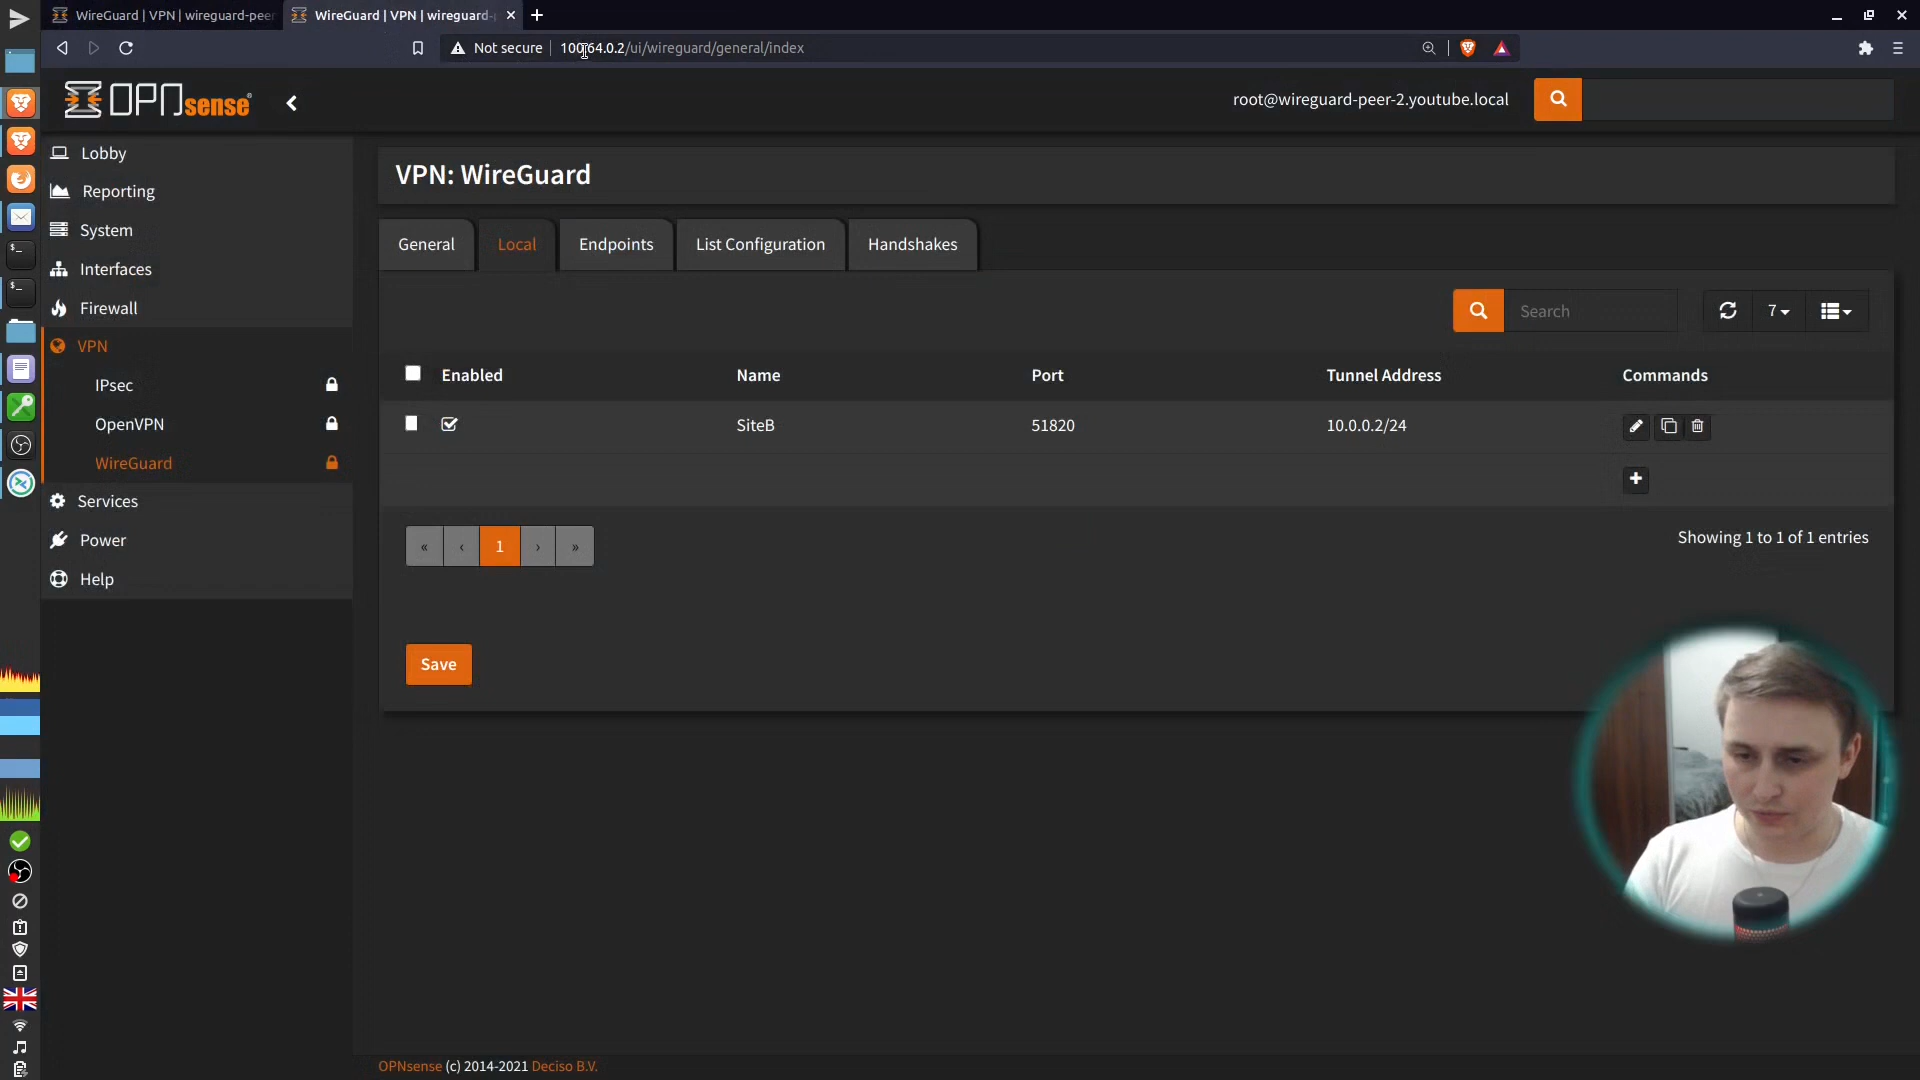 WireGuard | VPN | wireguard-peer
WireGuard | VPN | wireguard-
Not secure
100.64.0.2/ui/wireguard/general/index
OPNsense
root@wireguard-peer-2.youtube.local
Lobby
Reporting
System
Interfaces
Firewall
VPN
IPsec
OpenVPN
WireGuard
Services
Power
Help
VPN: WireGuard
General
Local
Endpoints
List Configuration
Handshakes
Search
7
Enabled
Name
Port
Tunnel Address
Commands
SiteB
51820
10.0.0.2/24
« ‹ 1 › »
Showing 1 to 1 of 1 entries
Save
OPNsense (c) 2014-2021 Deciso B.V.